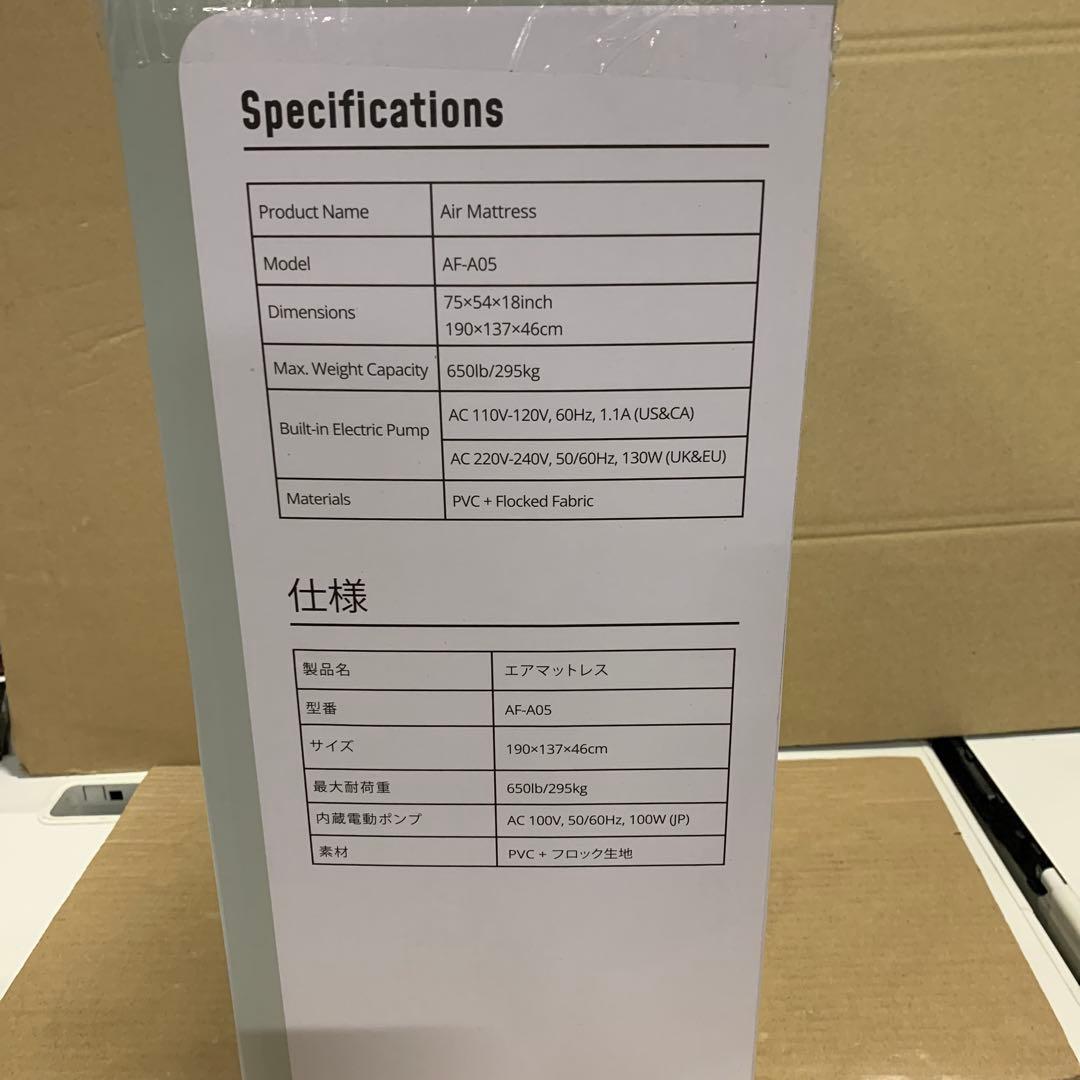 Specifications
Product Name Air Mattress
Model AF-A05
Dimensions 75×54×18inch
190×137×46cm
Max. Weight Capacity 650lb/295kg
Built-in Electric Pump AC 110V-120V, 60Hz, 1.1A (US&CA)
AC 220V-240V, 50/60Hz, 130W (UK&EU)
Materials PVC + Flocked Fabric
仕様
製品名 エアマットレス
型番 AF-A05
サイズ 190×137×46cm
最大耐荷重 650lb/295kg
内蔵電動ポンプ AC 100V, 50/60Hz, 100W (JP)
素材 PVC + フロック生地